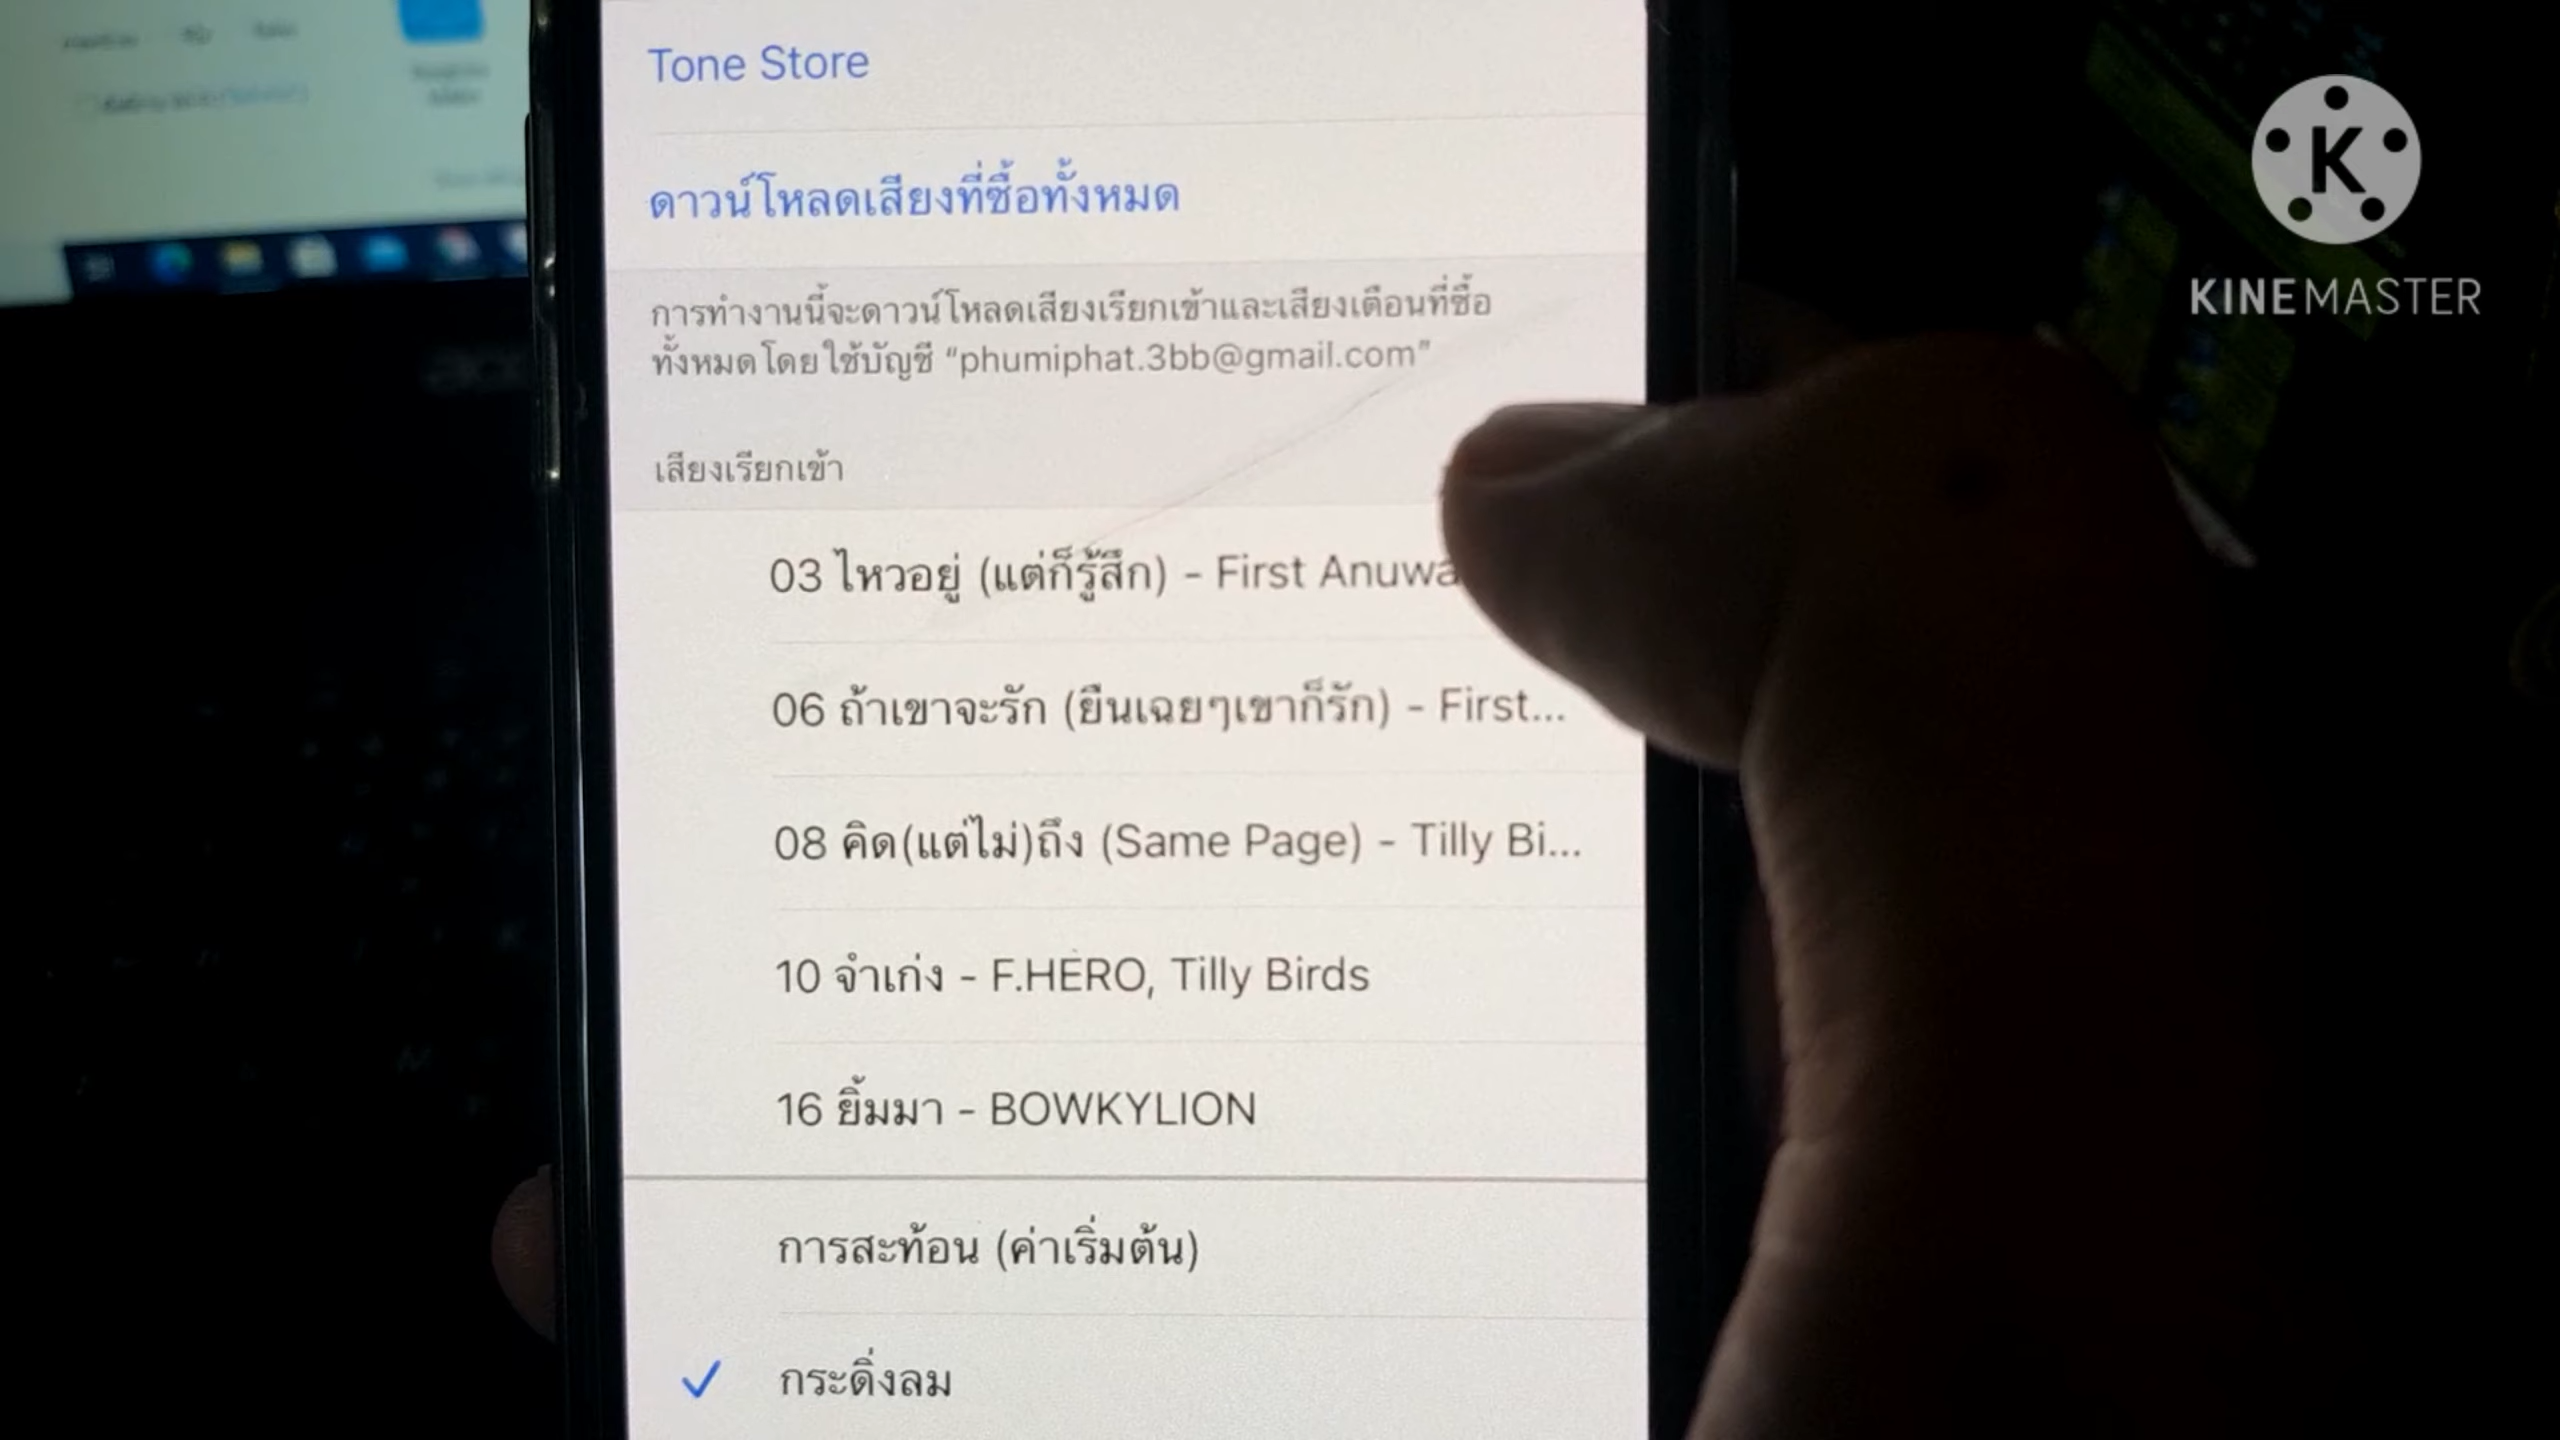 Tone Store
ดาวน์โหลดเสียงที่ซื้อทั้งหมด
การทำงานนี้จะดาวน์โหลดเสียงเรียกเข้าและเสียงเตือนที่ซื้อ
ทั้งหมดโดยใช้บัญชี “phumiphat.3bb@gmail.com”
เสียงเรียกเข้า
03 ไหวอยู่ (แต่ก็รู้สึก) - First Anuwa
06 ถ้าเขาจะรัก (ยืนเฉยๆเขาก็รัก) - First...
08 คิด(แต่ไม่)ถึง (Same Page) - Tilly Bi...
10 จำเก่ง - F.HERO, Tilly Birds
16 ยิ้มมา - BOWKYLION
การสะท้อน (ค่าเริ่มต้น)
กระดิ่งลม
K
KINEMASTER